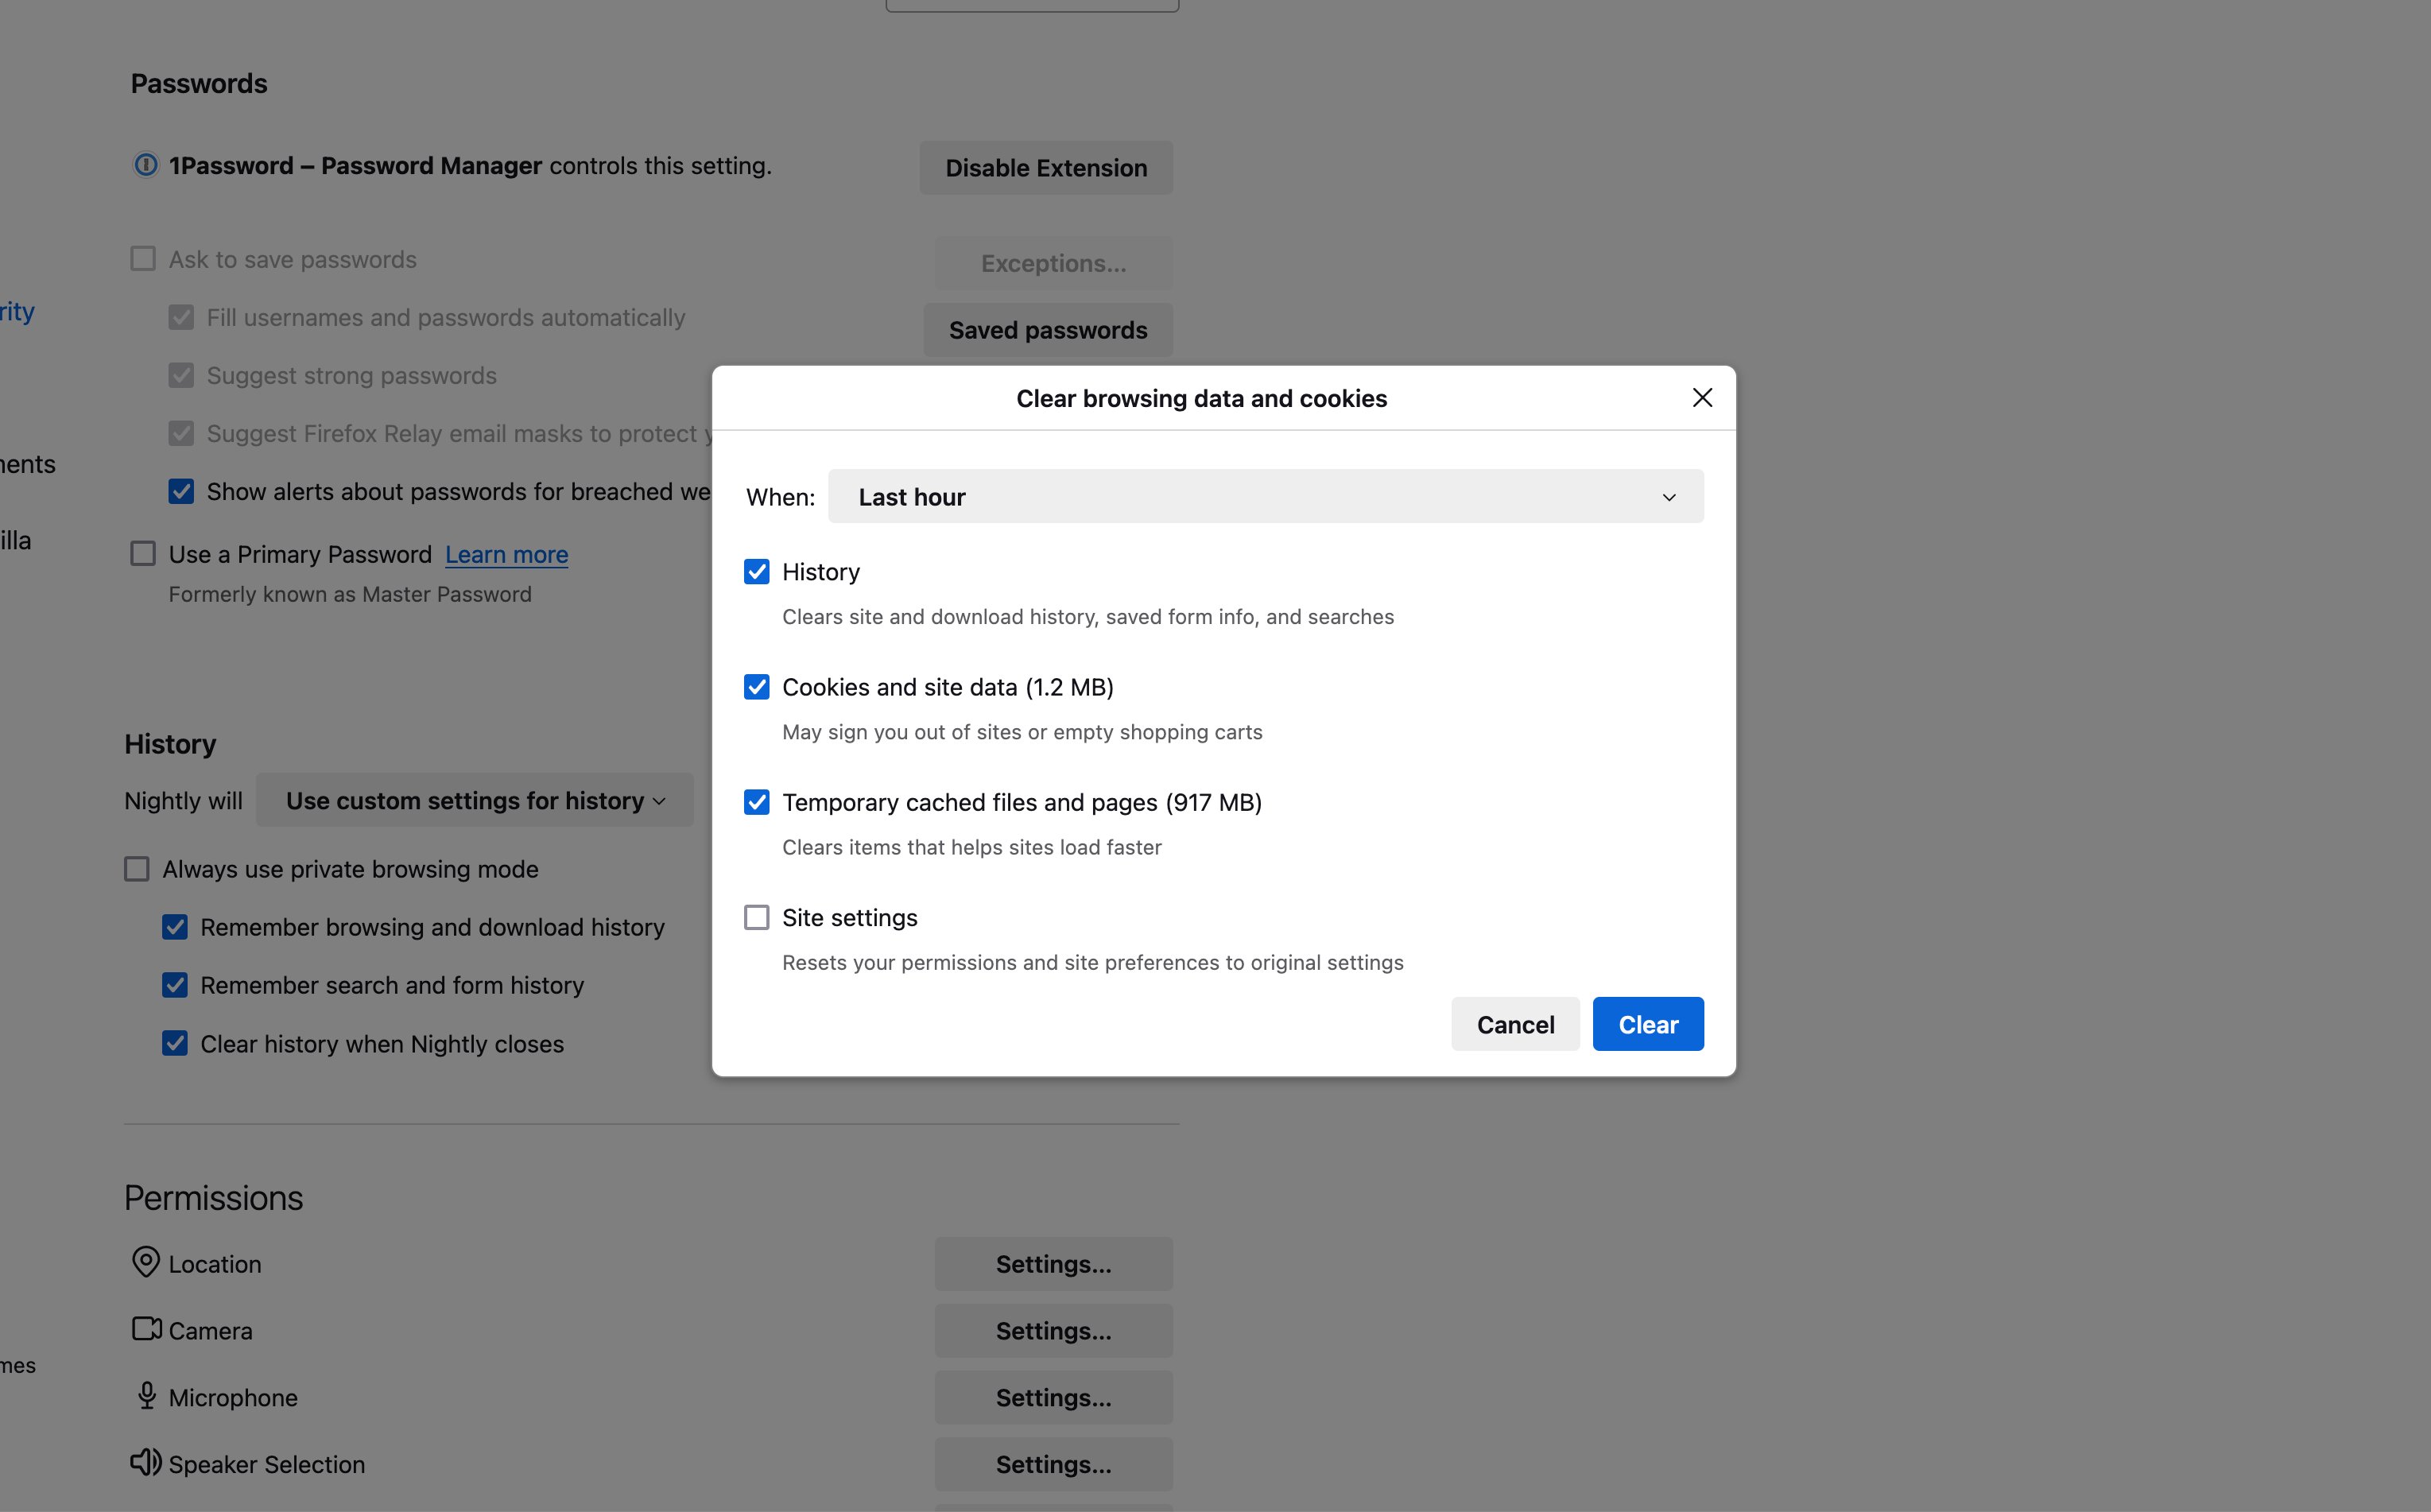 Passwords
1Password – Password Manager controls this setting.
Disable Extension
Ask to save passwords
Exceptions...
rity
Fill usernames and passwords automatically
Saved passwords
Suggest strong passwords
Suggest Firefox Relay email masks to protect y
ments
Show alerts about passwords for breached we
illa
Use a Primary Password Learn more
Formerly known as Master Password
History
Nightly will Use custom settings for history
Always use private browsing mode
Remember browsing and download history
Remember search and form history
Clear history when Nightly closes
Clear browsing data and cookies
When: Last hour
History
Clears site and download history, saved form info, and searches
Cookies and site data (1.2 MB)
May sign you out of sites or empty shopping carts
Temporary cached files and pages (917 MB)
Clears items that helps sites load faster
Site settings
Resets your permissions and site preferences to original settings
Cancel Clear
Permissions
Location Settings...
Camera Settings...
mes
Microphone Settings...
Speaker Selection Settings...